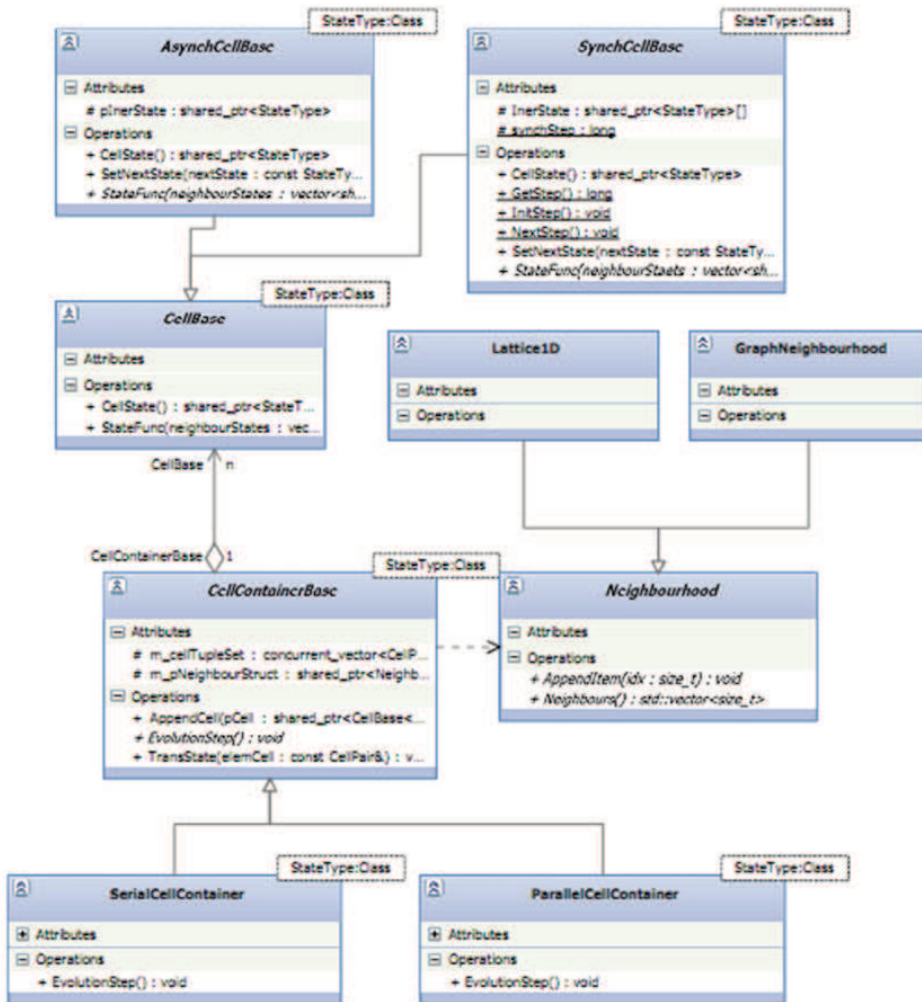 StateType:Class
AsynchCellBase
Attributes
# pInerState : shared_ptr<StateType>
Operations
+ CellState() : shared_ptr<StateType>
+ SetNextState(nextState : const StateTy...
+ StateFunc(neighbourStates : vector<sh...
StateType:Class
SynchCellBase
Attributes
# InerState : shared_ptr<StateType>[]
# synchStep : long
Operations
+ CellState() : shared_ptr<StateType>
+ GetStep() : long
+ InitStep() : void
+ NextStep() : void
+ SetNextState(nextState : const StateTy...
+ StateFunc(neighbourStaets : vector<sh...
StateType:Class
CellBase
Attributes
Operations
+ CellState() : shared_ptr<StateT...
+ StateFunc(neighbourStates : vec...
Lattice1D
Attributes
Operations
GraphNeighbourhood
Attributes
Operations
CellBase n
CellContainerBase 1
StateType:Class
CellContainerBase
Attributes
# m_cellTupleSet : concurrent_vector<CellP...
# m_pNeighbourStruct : shared_ptr<Neighb...
Operations
+ AppendCell(pCell : shared_ptr<CellBase<...
+ EvolutionStep() : void
+ TransState(elemCell : const CellPair&) : v...
Neighbourhood
Attributes
Operations
+ AppendItem(idx : size_t) : void
+ Neighbours() : std::vector<size_t>
StateType:Class
SerialCellContainer
Attributes
Operations
+ EvolutionStep() : void
StateType:Class
ParallelCellContainer
Attributes
Operations
+ EvolutionStep() : void